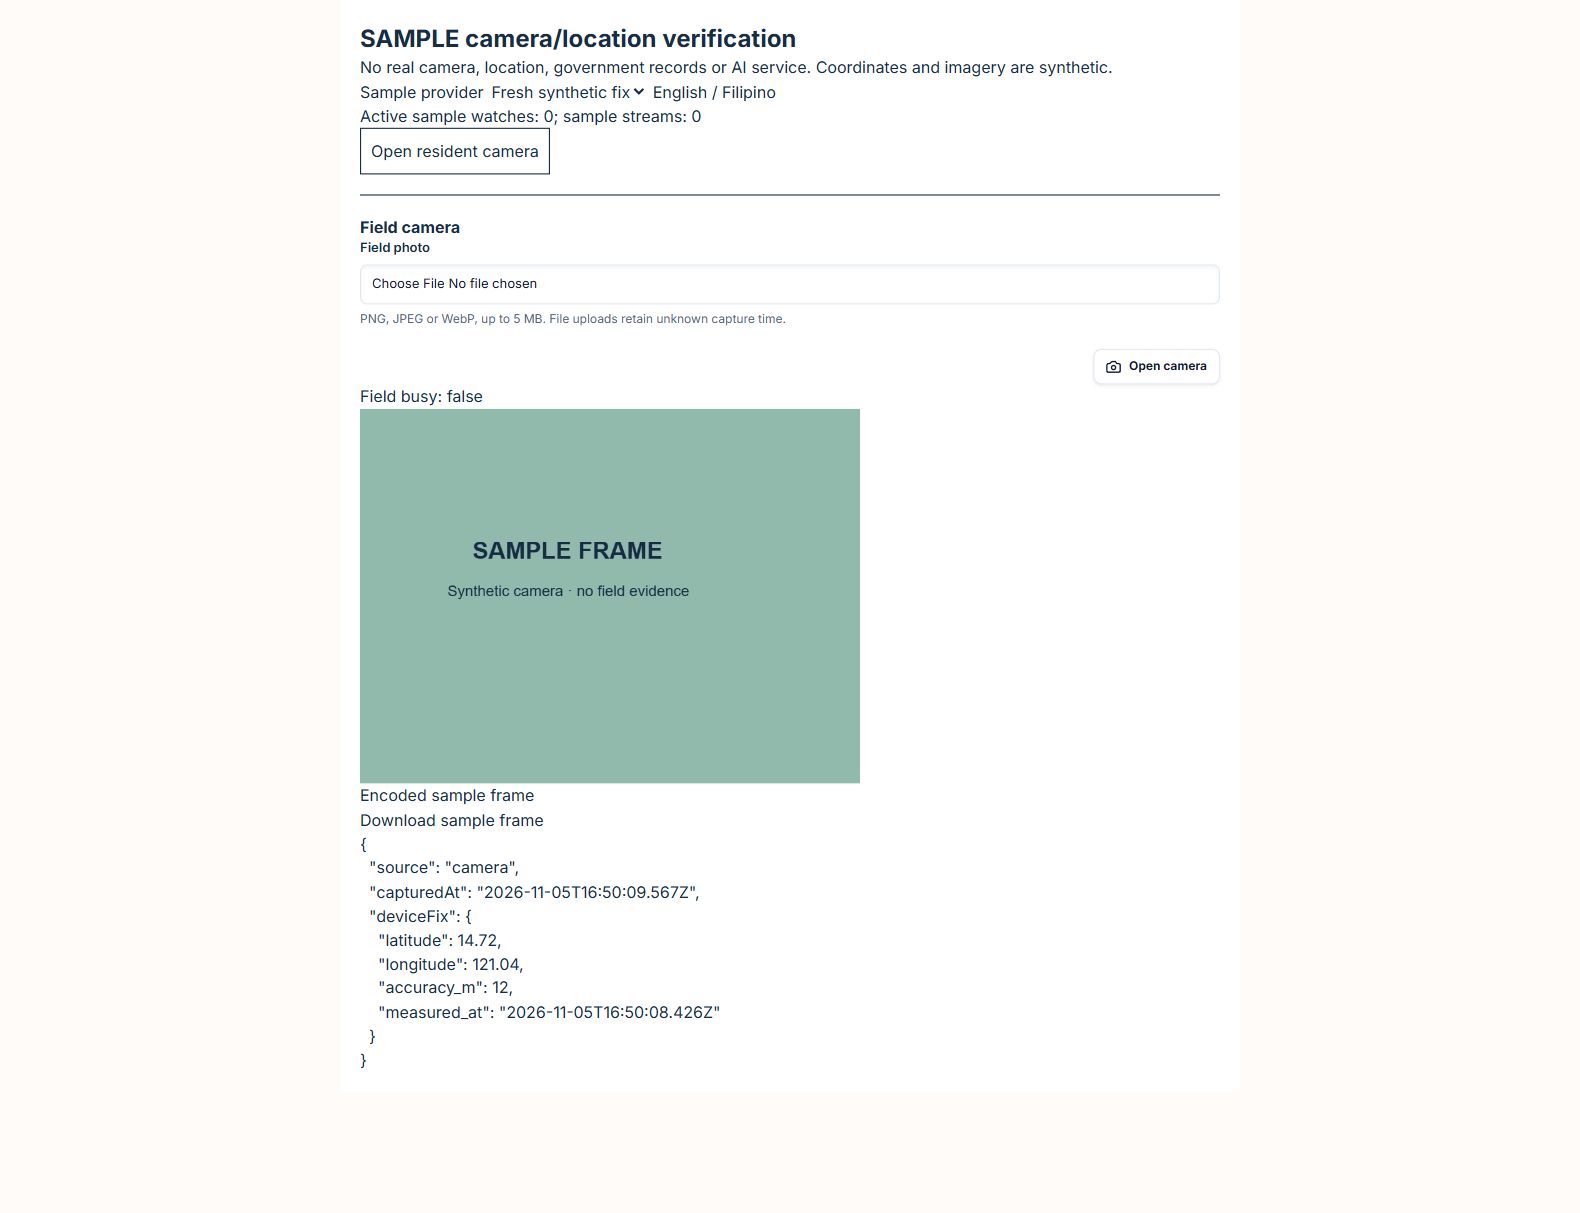 SAMPLE camera/location verification
No real camera, location, government records or AI service. Coordinates and imagery are synthetic.
Sample provider Fresh synthetic fix English / Filipino
Active sample watches: 0; sample streams: 0
Open resident camera
Field camera
Field photo
Choose File No file chosen
PNG, JPEG or WebP, up to 5 MB. File uploads retain unknown capture time.
Open camera
Field busy: false
SAMPLE FRAME
Synthetic camera · no field evidence
Encoded sample frame
Download sample frame
{
  "source": "camera",
  "capturedAt": "2026-11-05T16:50:09.567Z",
  "deviceFix": {
    "latitude": 14.72,
    "longitude": 121.04,
    "accuracy_m": 12,
    "measured_at": "2026-11-05T16:50:08.426Z"
  }
}